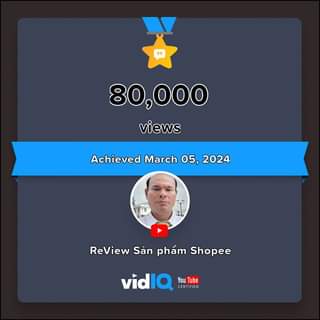 80,000
views
Achieved March 05, 2024
ReView Sản phẩm Shopee
vidIQ
YouTube
CERTIFIED